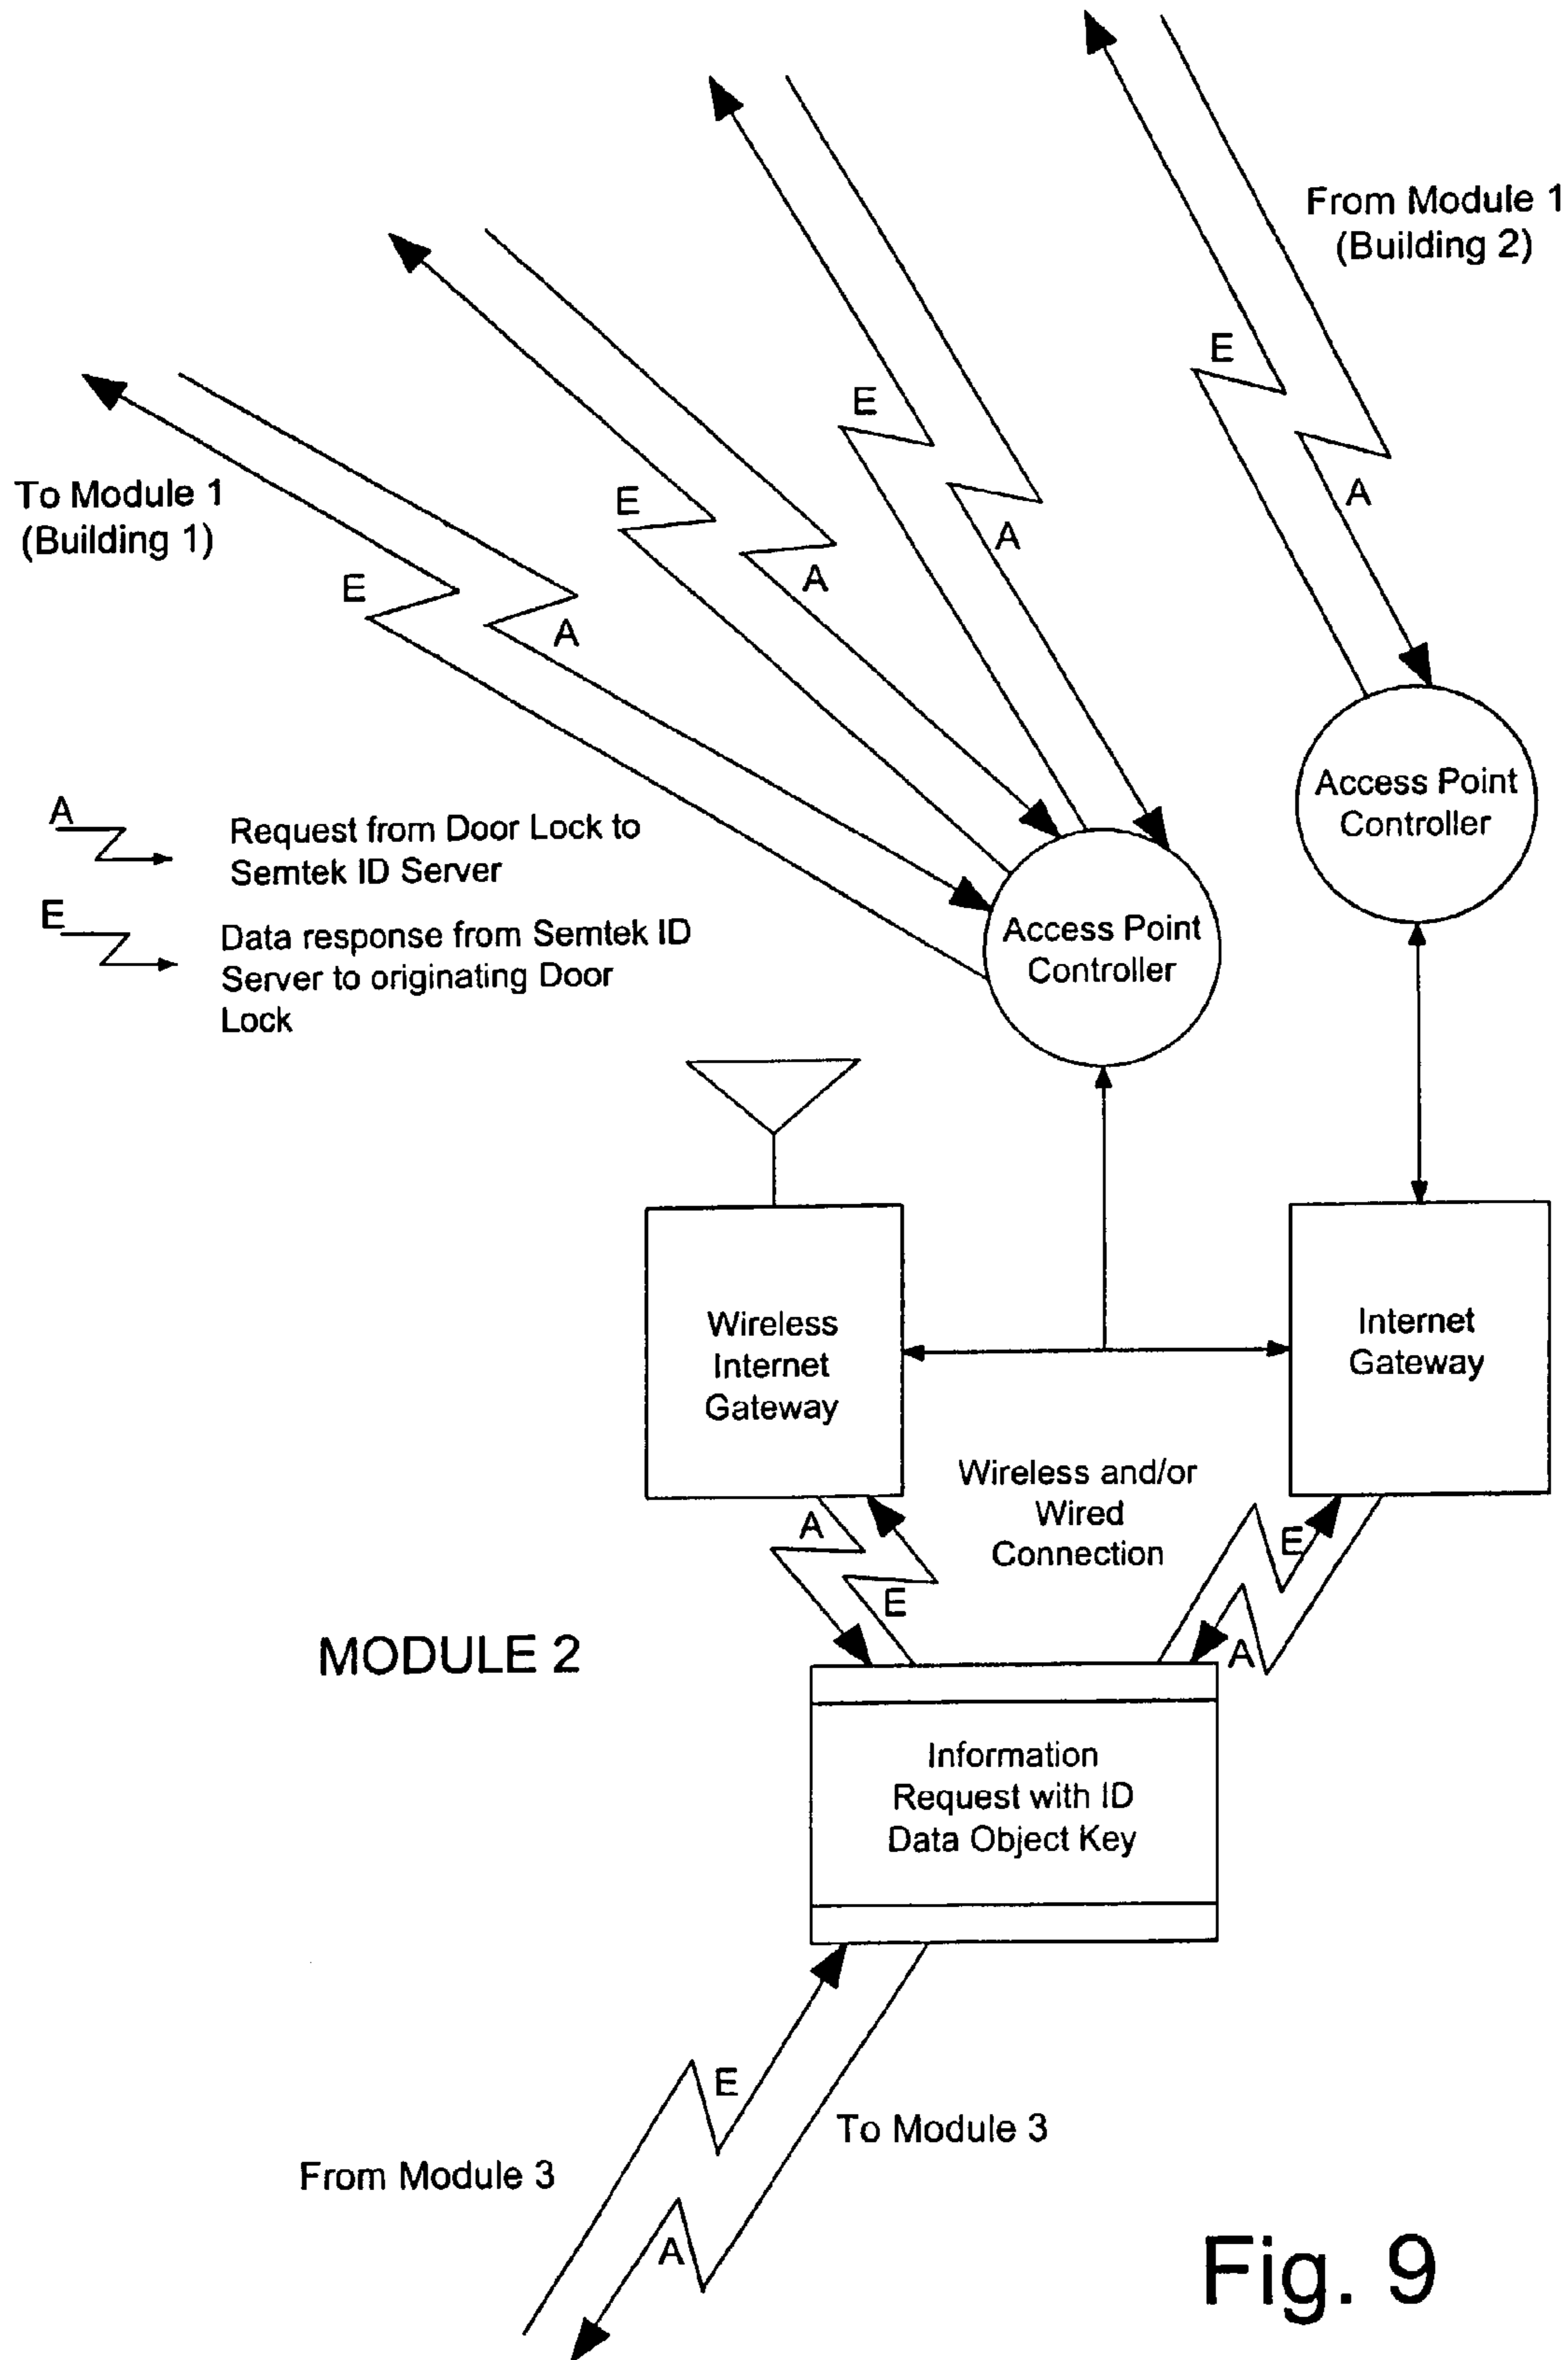 From Module 1
(Building 2)
E
A
E
A
To Module 1
(Building 1)
E
A
E
A
Access Point
Controller
A
Request from Door Lock to
Semtek ID Server
E
Data response from Semtek ID
Server to originating Door
Lock
Access Point
Controller
Wireless
Internet
Gateway
Internet
Gateway
Wireless and/or
Wired
Connection
A
E
E
A
MODULE 2
Information
Request with ID
Data Object Key
E
To Module 3
From Module 3
A
Fig. 9